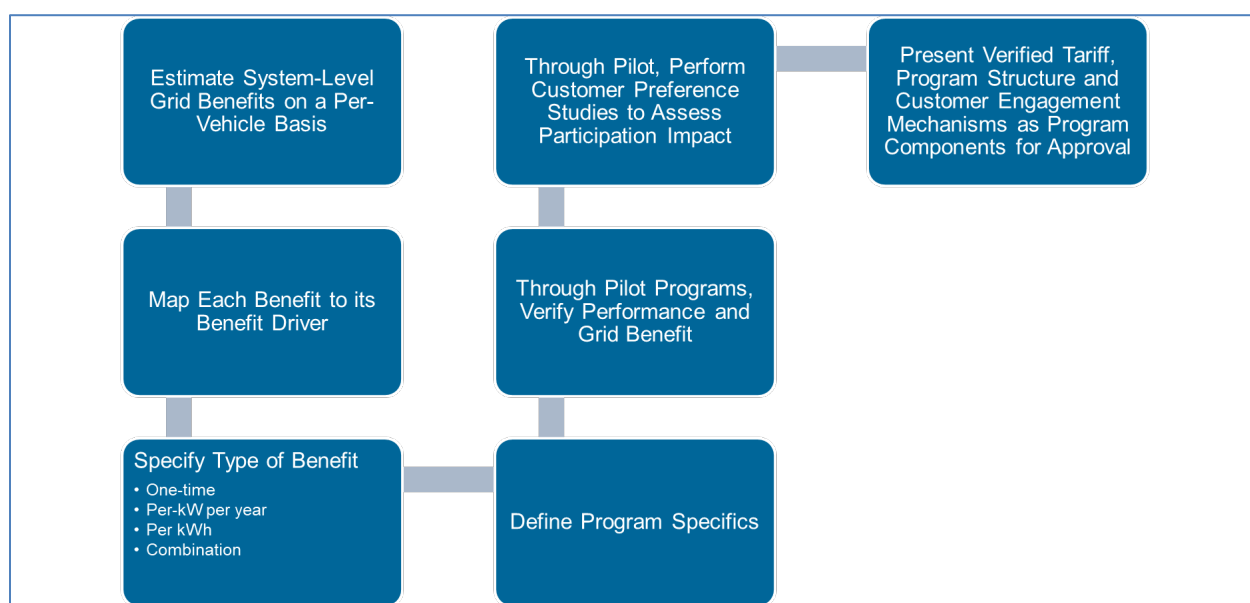 Estimate System-Level
Grid Benefits on a Per-
Vehicle Basis
Map Each Benefit to its
Benefit Driver
Specify Type of Benefit
• One-time
• Per-kW per year
• Per kWh
• Combination
Define Program Specifics
Through Pilot Programs,
Verify Performance and
Grid Benefit
Through Pilot, Perform
Customer Preference
Studies to Assess
Participation Impact
Present Verified Tariff,
Program Structure and
Customer Engagement
Mechanisms as Program
Components for Approval